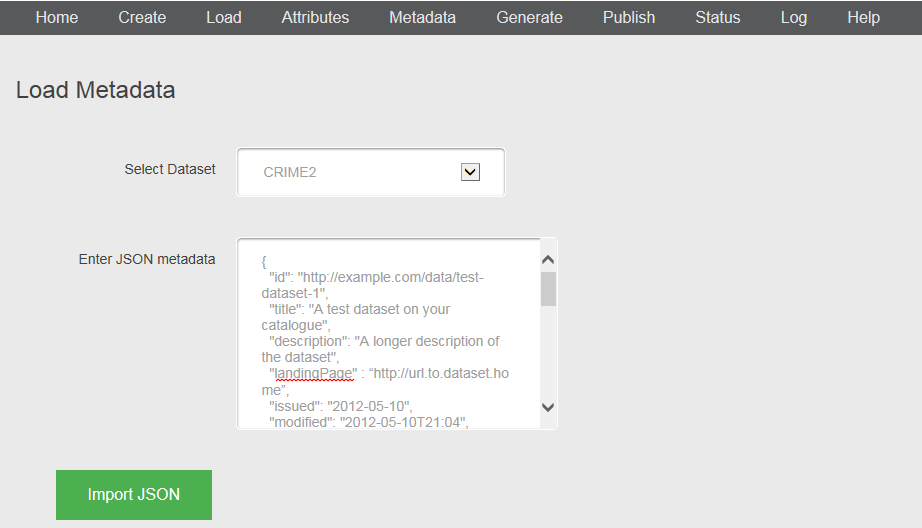 Home Create Load Attributes Metadata Generate Publish Status Log Help
Load Metadata
Select Dataset CRIME2
Enter JSON metadata
{
"id": "http://example.com/data/test-
dataset-1",
"title": "A test dataset on your
catalogue",
"description": "A longer description of
the dataset",
"landingPage" : “http://url.to.dataset.ho
me”,
"issued": "2012-05-10",
"modified": "2012-05-10T21:04",
Import JSON